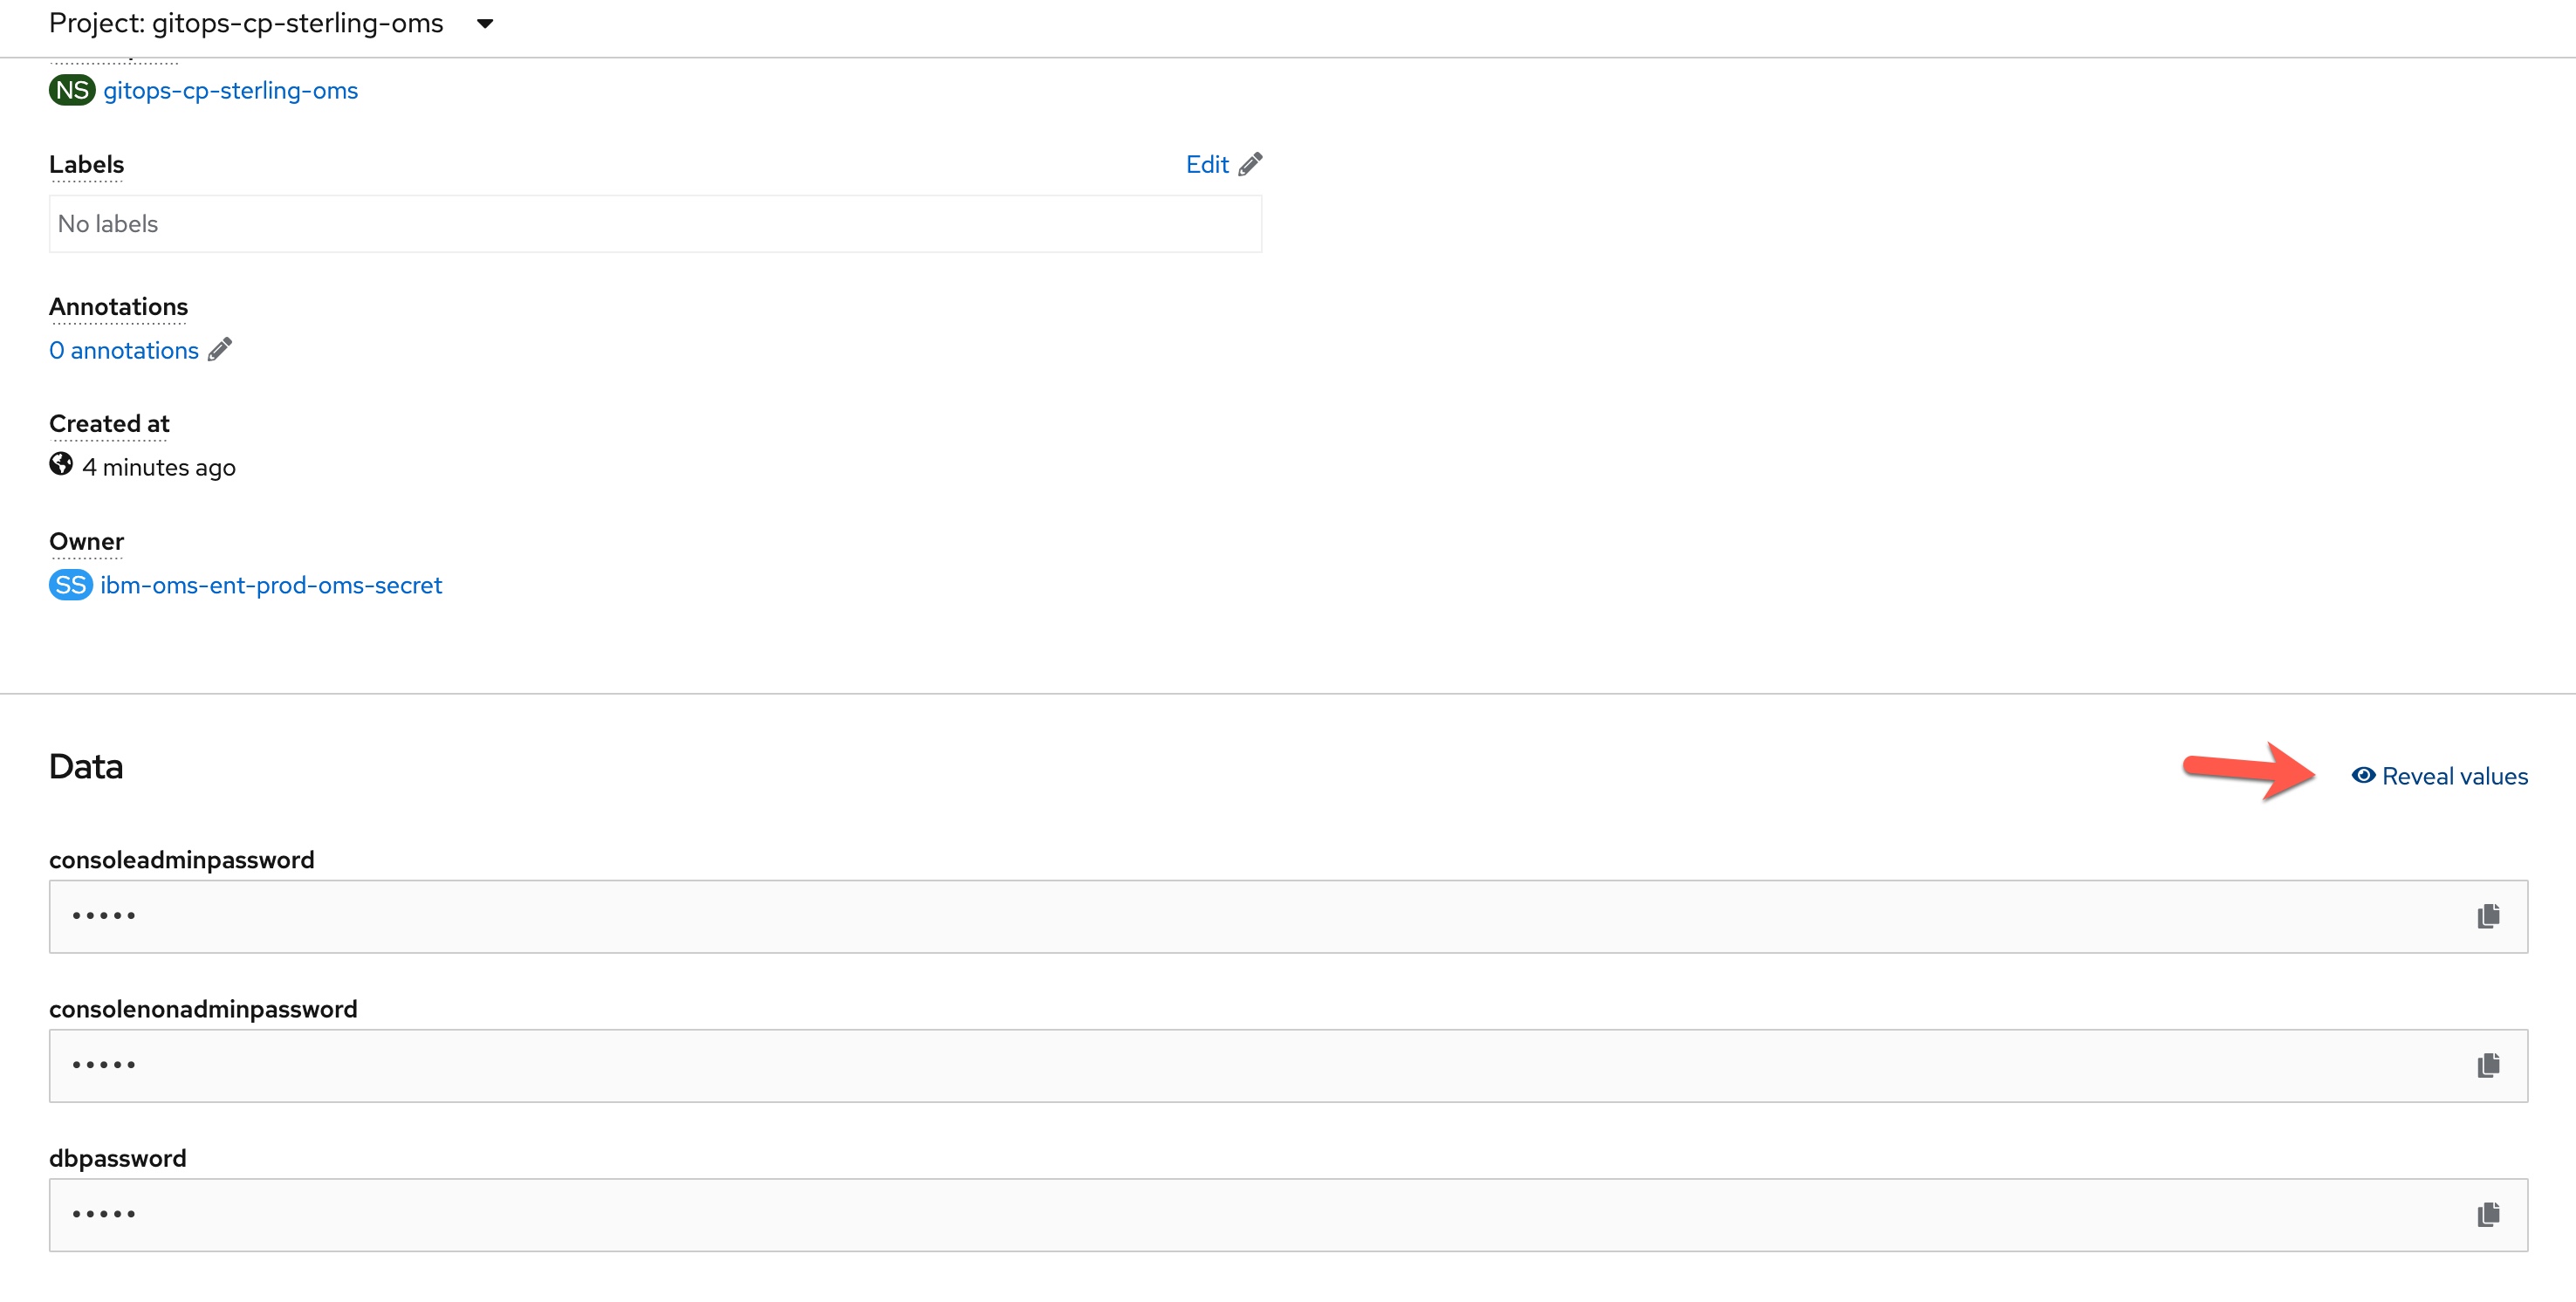 Project: gitops-cp-sterling-oms
NS gitops-cp-sterling-oms
Labels
Edit
No labels
Annotations
0 annotations
Created at
4 minutes ago
Owner
SS ibm-oms-ent-prod-oms-secret
Data
Reveal values
consoleadminpassword
•••••
consolenonadminpassword
•••••
dbpassword
•••••